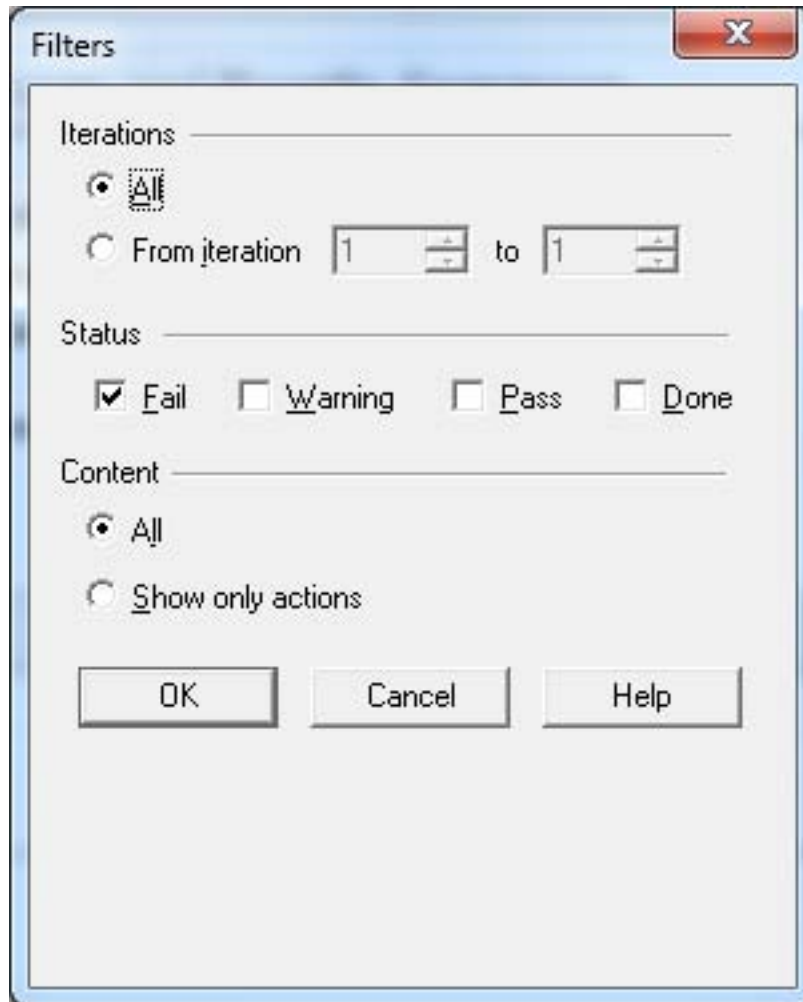 Filters
Iterations
All
From iteration 1 to 1
Status
Fail Warning Pass Done
Content
All
Show only actions
OK Cancel Help